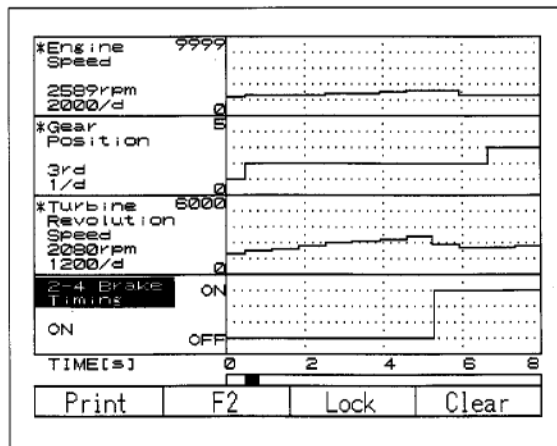 *Engine 9999
Speed
2589rpm
2000/d 0
*Gear 5
Position
3rd
1/d 0
*Turbine 6000
Revolution
Speed
2080rpm
1200/d 0
2-4 Brake ON
Timing
ON
OFF
TIME[s] 0 2 4 6 8
Print F2 Lock Clear